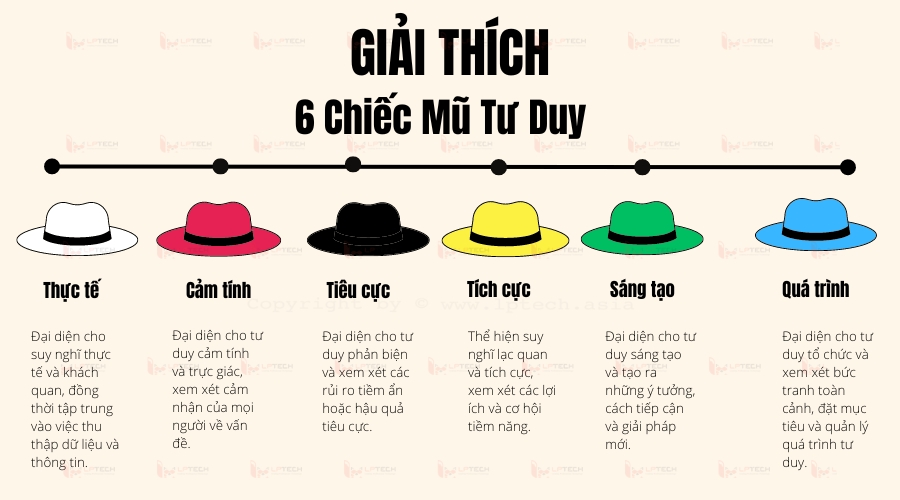 GIẢI THÍCH
6 Chiếc Mũ Tư Duy
Thực tế
Đại diện cho
suy nghĩ thực
tế và khách
quan, đồng
thời tập trung
vào việc thu
thập dữ liệu và
thông tin.
Cảm tính
Đại diện cho tư
duy cảm tính
và trực giác,
xem xét cảm
nhận của mọi
người về vấn
đề.
Tiêu cực
Đại diện cho tư
duy phản biện
và xem xét các
rủi ro tiềm ẩn
hoặc hậu quả
tiêu cực.
Tích cực
Thể hiện suy
nghĩ lạc quan
và tích cực,
xem xét các lợi
ích và cơ hội
tiềm năng.
Sáng tạo
Đại diện cho tư
duy sáng tạo
và tạo ra
những ý tưởng,
cách tiếp cận
và giải pháp
mới.
Quá trình
Đại diện cho tư
duy tổ chức và
xem xét bức
tranh toàn
cảnh, đặt mục
tiêu và quản lý
quá trình tư
duy.
Copyright by © www.lptech.asia
LPTECH